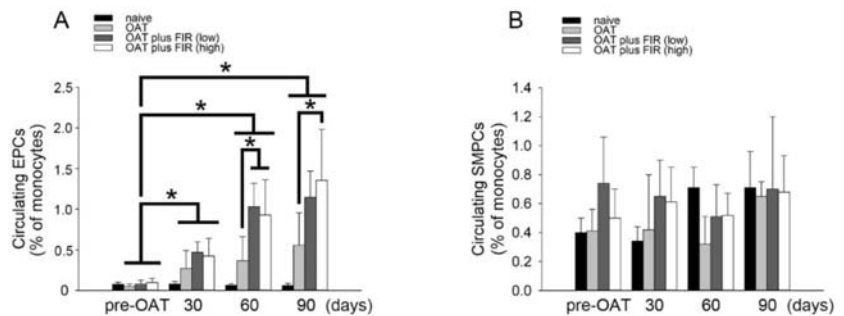 A
naive
OAT
OAT plus FIR (low)
OAT plus FIR (high)
Circulating EPCs
(% of monocytes)
2.5
2.0
1.5
1.0
0.5
0
*
*
*
*
*
pre-OAT 30 60 90 (days)
B
naive
OAT
OAT plus FIR (low)
OAT plus FIR (high)
Circulating SMPCs
(% of monocytes)
1.4
1.2
1.0
0.8
0.6
0.4
0.2
0.0
pre-OAT 30 60 90 (days)